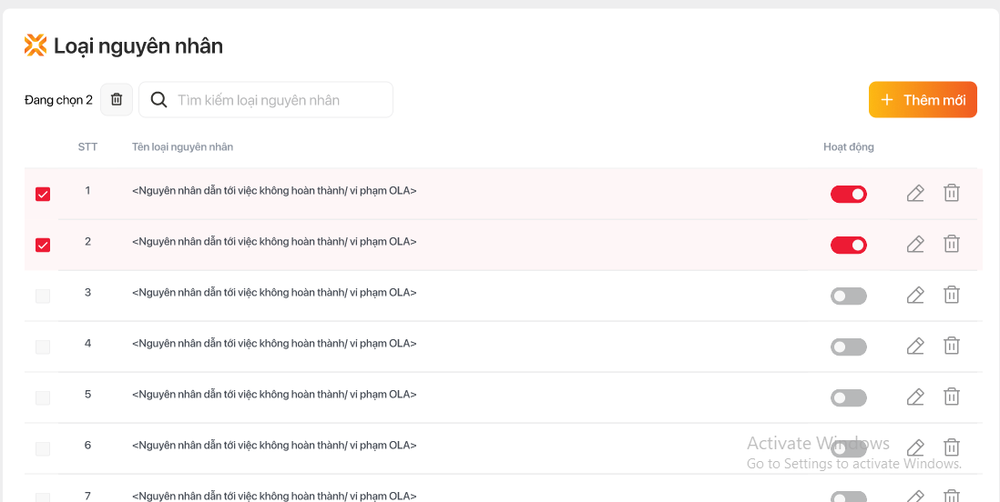 Loại nguyên nhân
Đang chọn 2
Tìm kiếm loại nguyên nhân
+ Thêm mới
STT Tên loại nguyên nhân Hoạt động
1 <Nguyên nhân dẫn tới việc không hoàn thành/ vi phạm OLA>
2 <Nguyên nhân dẫn tới việc không hoàn thành/ vi phạm OLA>
3 <Nguyên nhân dẫn tới việc không hoàn thành/ vi phạm OLA>
4 <Nguyên nhân dẫn tới việc không hoàn thành/ vi phạm OLA>
5 <Nguyên nhân dẫn tới việc không hoàn thành/ vi phạm OLA>
6 <Nguyên nhân dẫn tới việc không hoàn thành/ vi phạm OLA>
Activate Windows
Go to Settings to activate Windows.
7 <Nguyên nhân dẫn tới việc không hoàn thành/ vi phạm OLA>